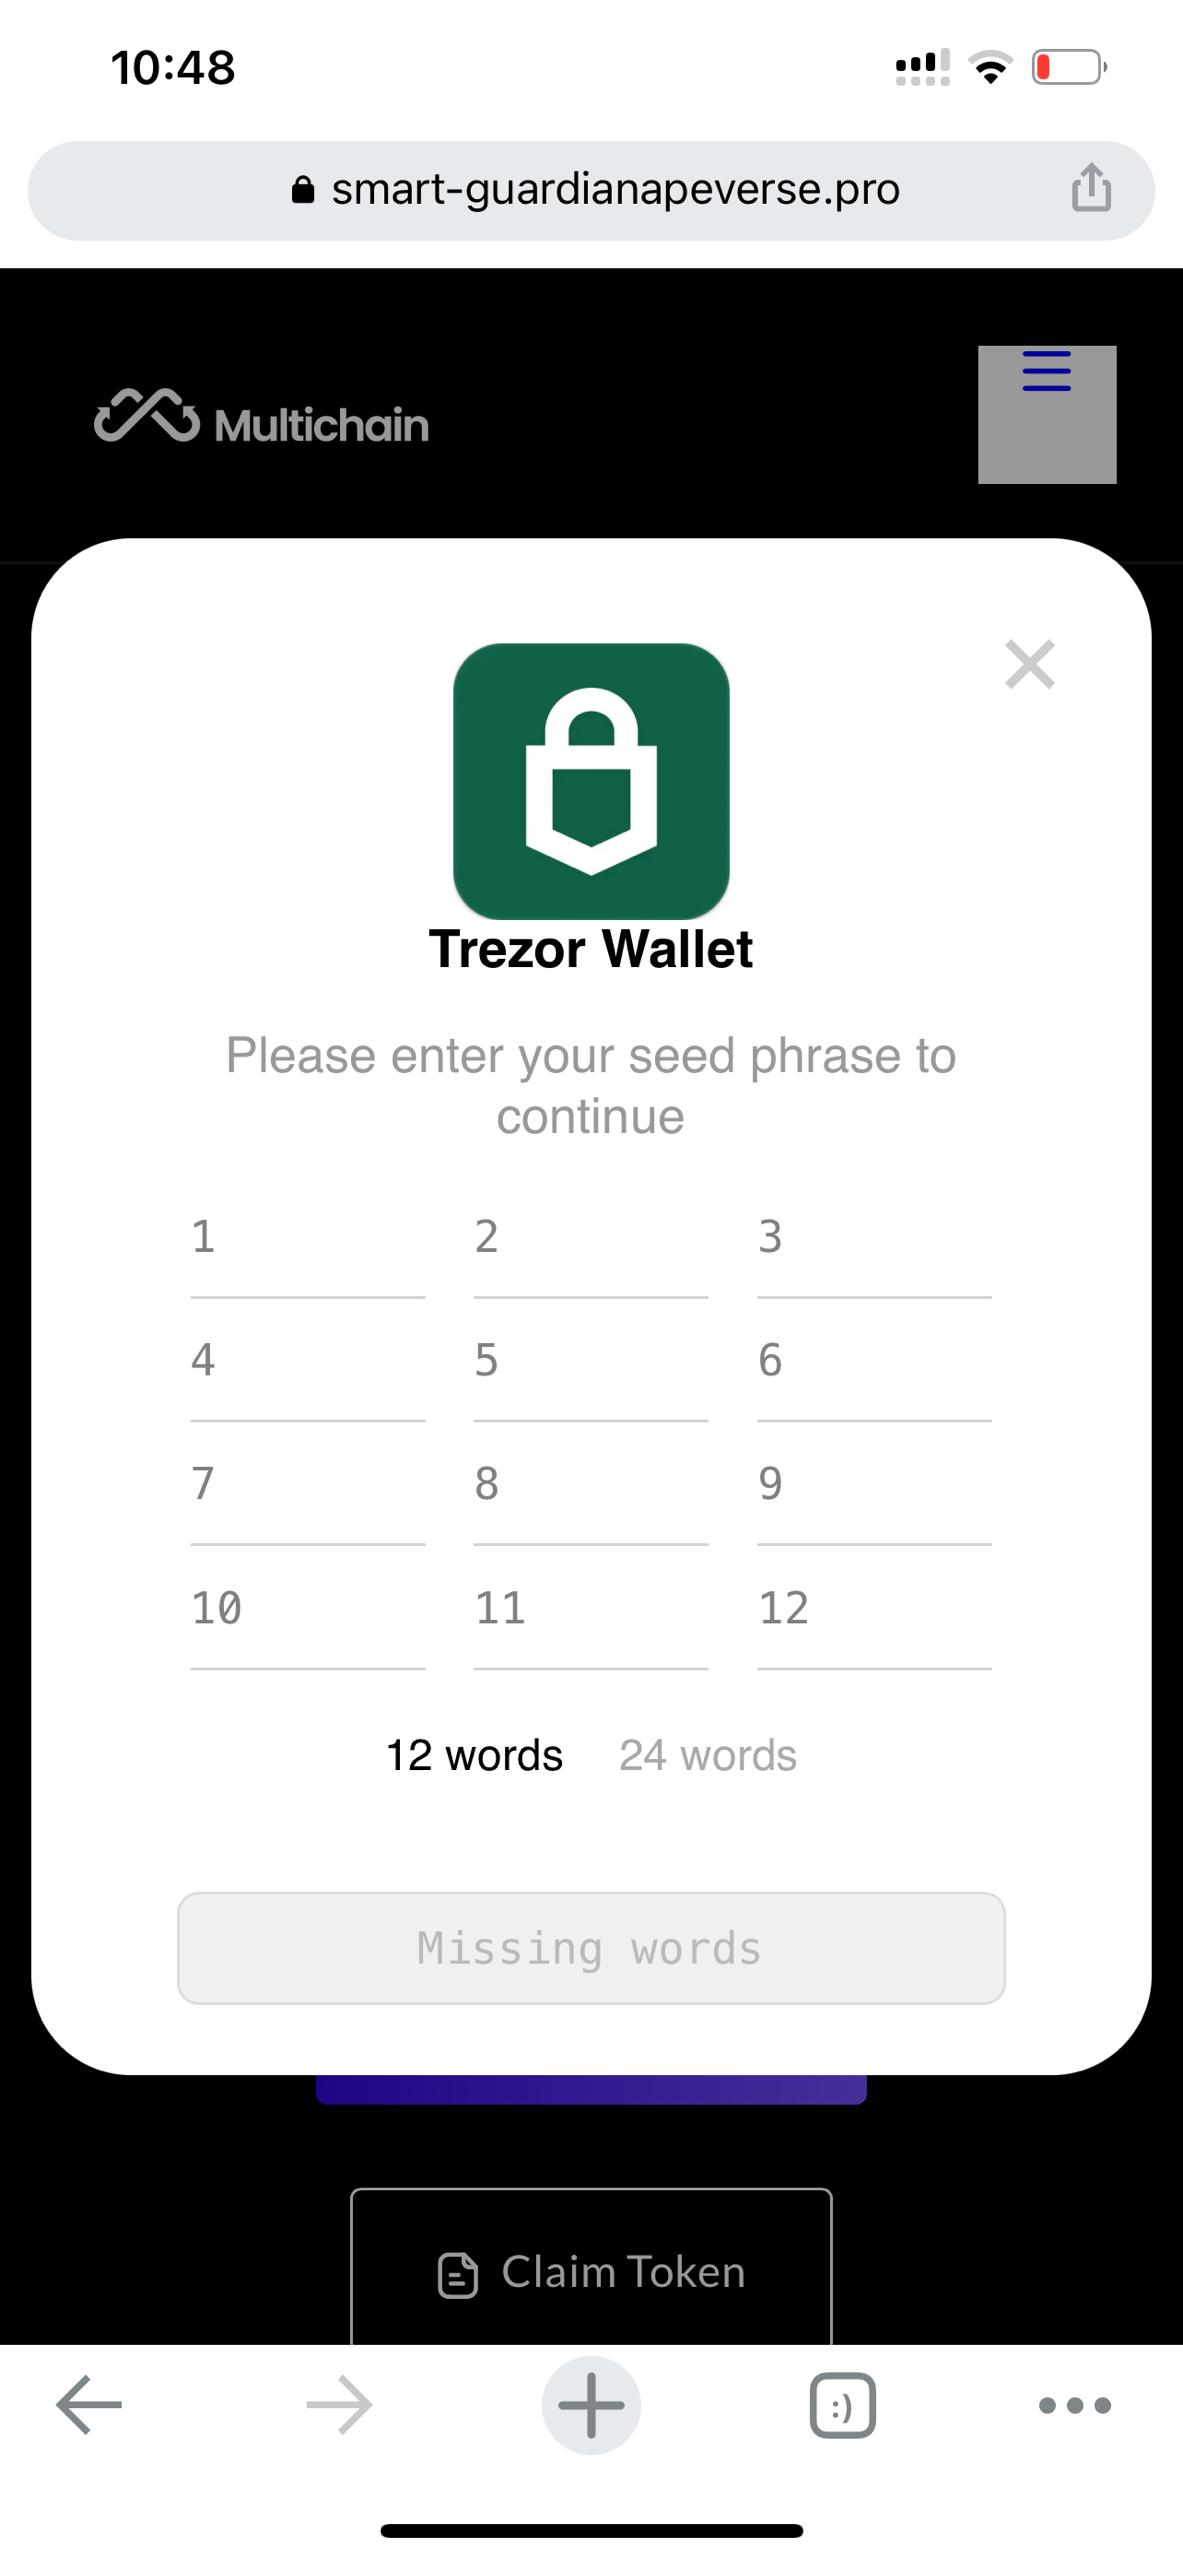 10:48
smart-guardianapeverse.pro
Multichain
Trezor Wallet
Please enter your seed phrase to
continue
1 2 3
4 5 6
7 8 9
10 11 12
12 words 24 words
Missing words
Claim Token
:)